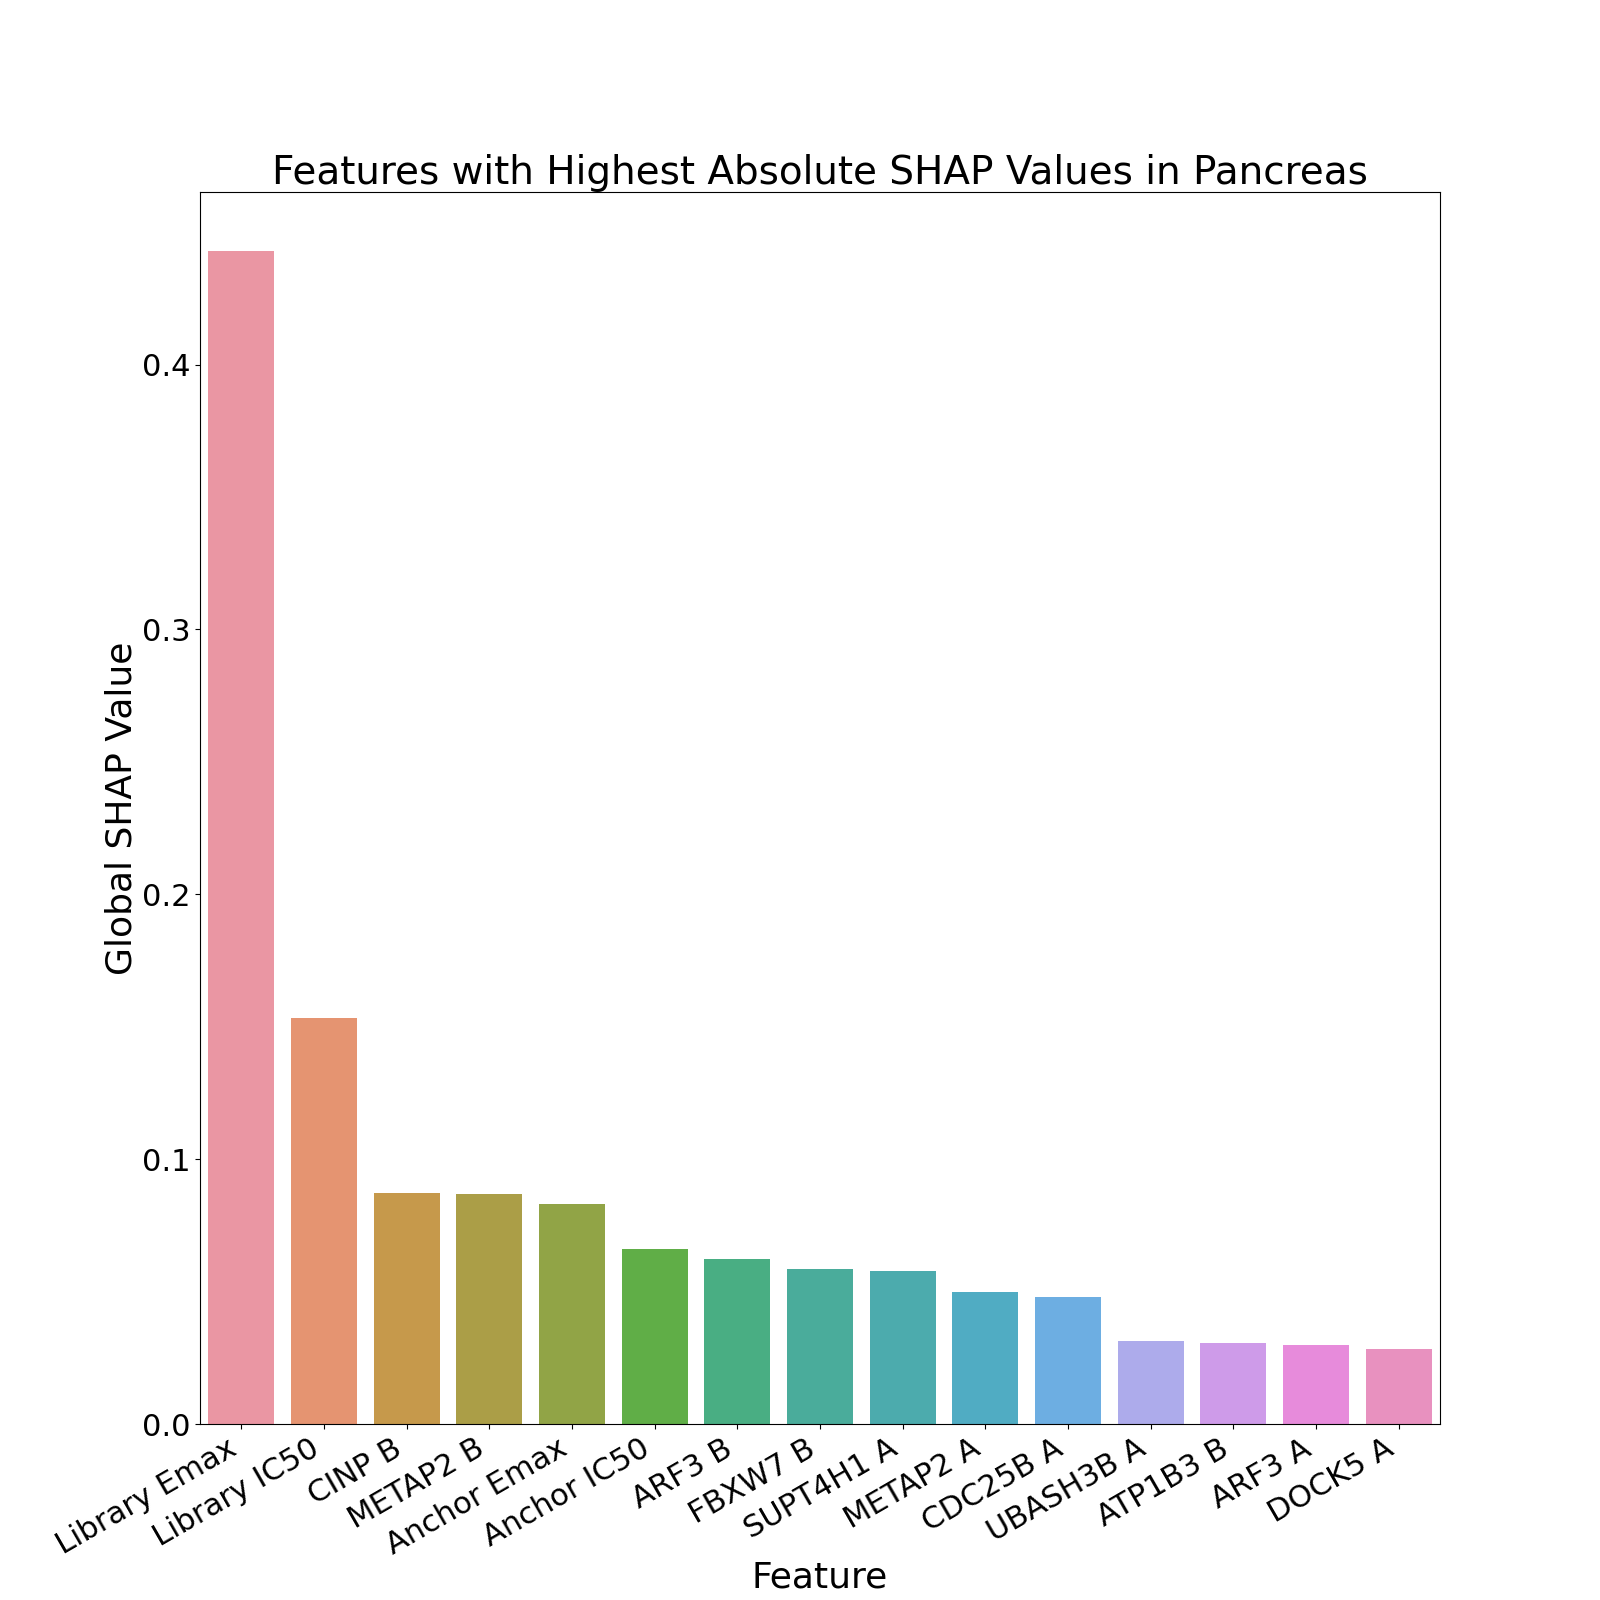 Features with Highest Absolute SHAP Values in Pancreas
Global SHAP Value
0.4
0.3
0.2
0.1
0.0
Library Emax
Library IC50
CINP B
METAP2 B
Anchor Emax
Anchor IC50
ARF3 B
FBXW7 B
SUPT4H1 A
METAP2 A
CDC25B A
UBASH3B A
ATP1B3 B
ARF3 A
DOCK5 A
Feature